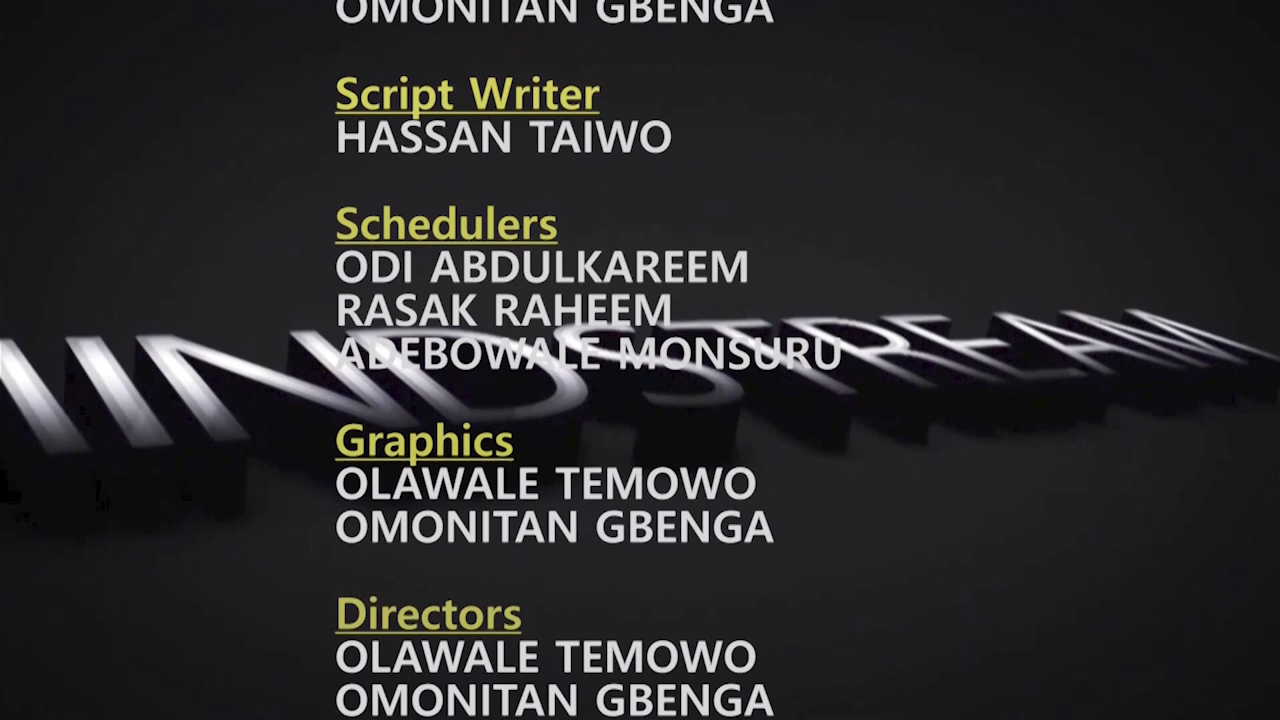 OMONITAN GBENGA
Script Writer
HASSAN TAIWO
Schedulers
ODI ABDULKAREEM
RASAK RAHEEM
ADEBOWALE MONSURU
Graphics
OLAWALE TEMOWO
OMONITAN GBENGA
Directors
OLAWALE TEMOWO
OMONITAN GBENGA